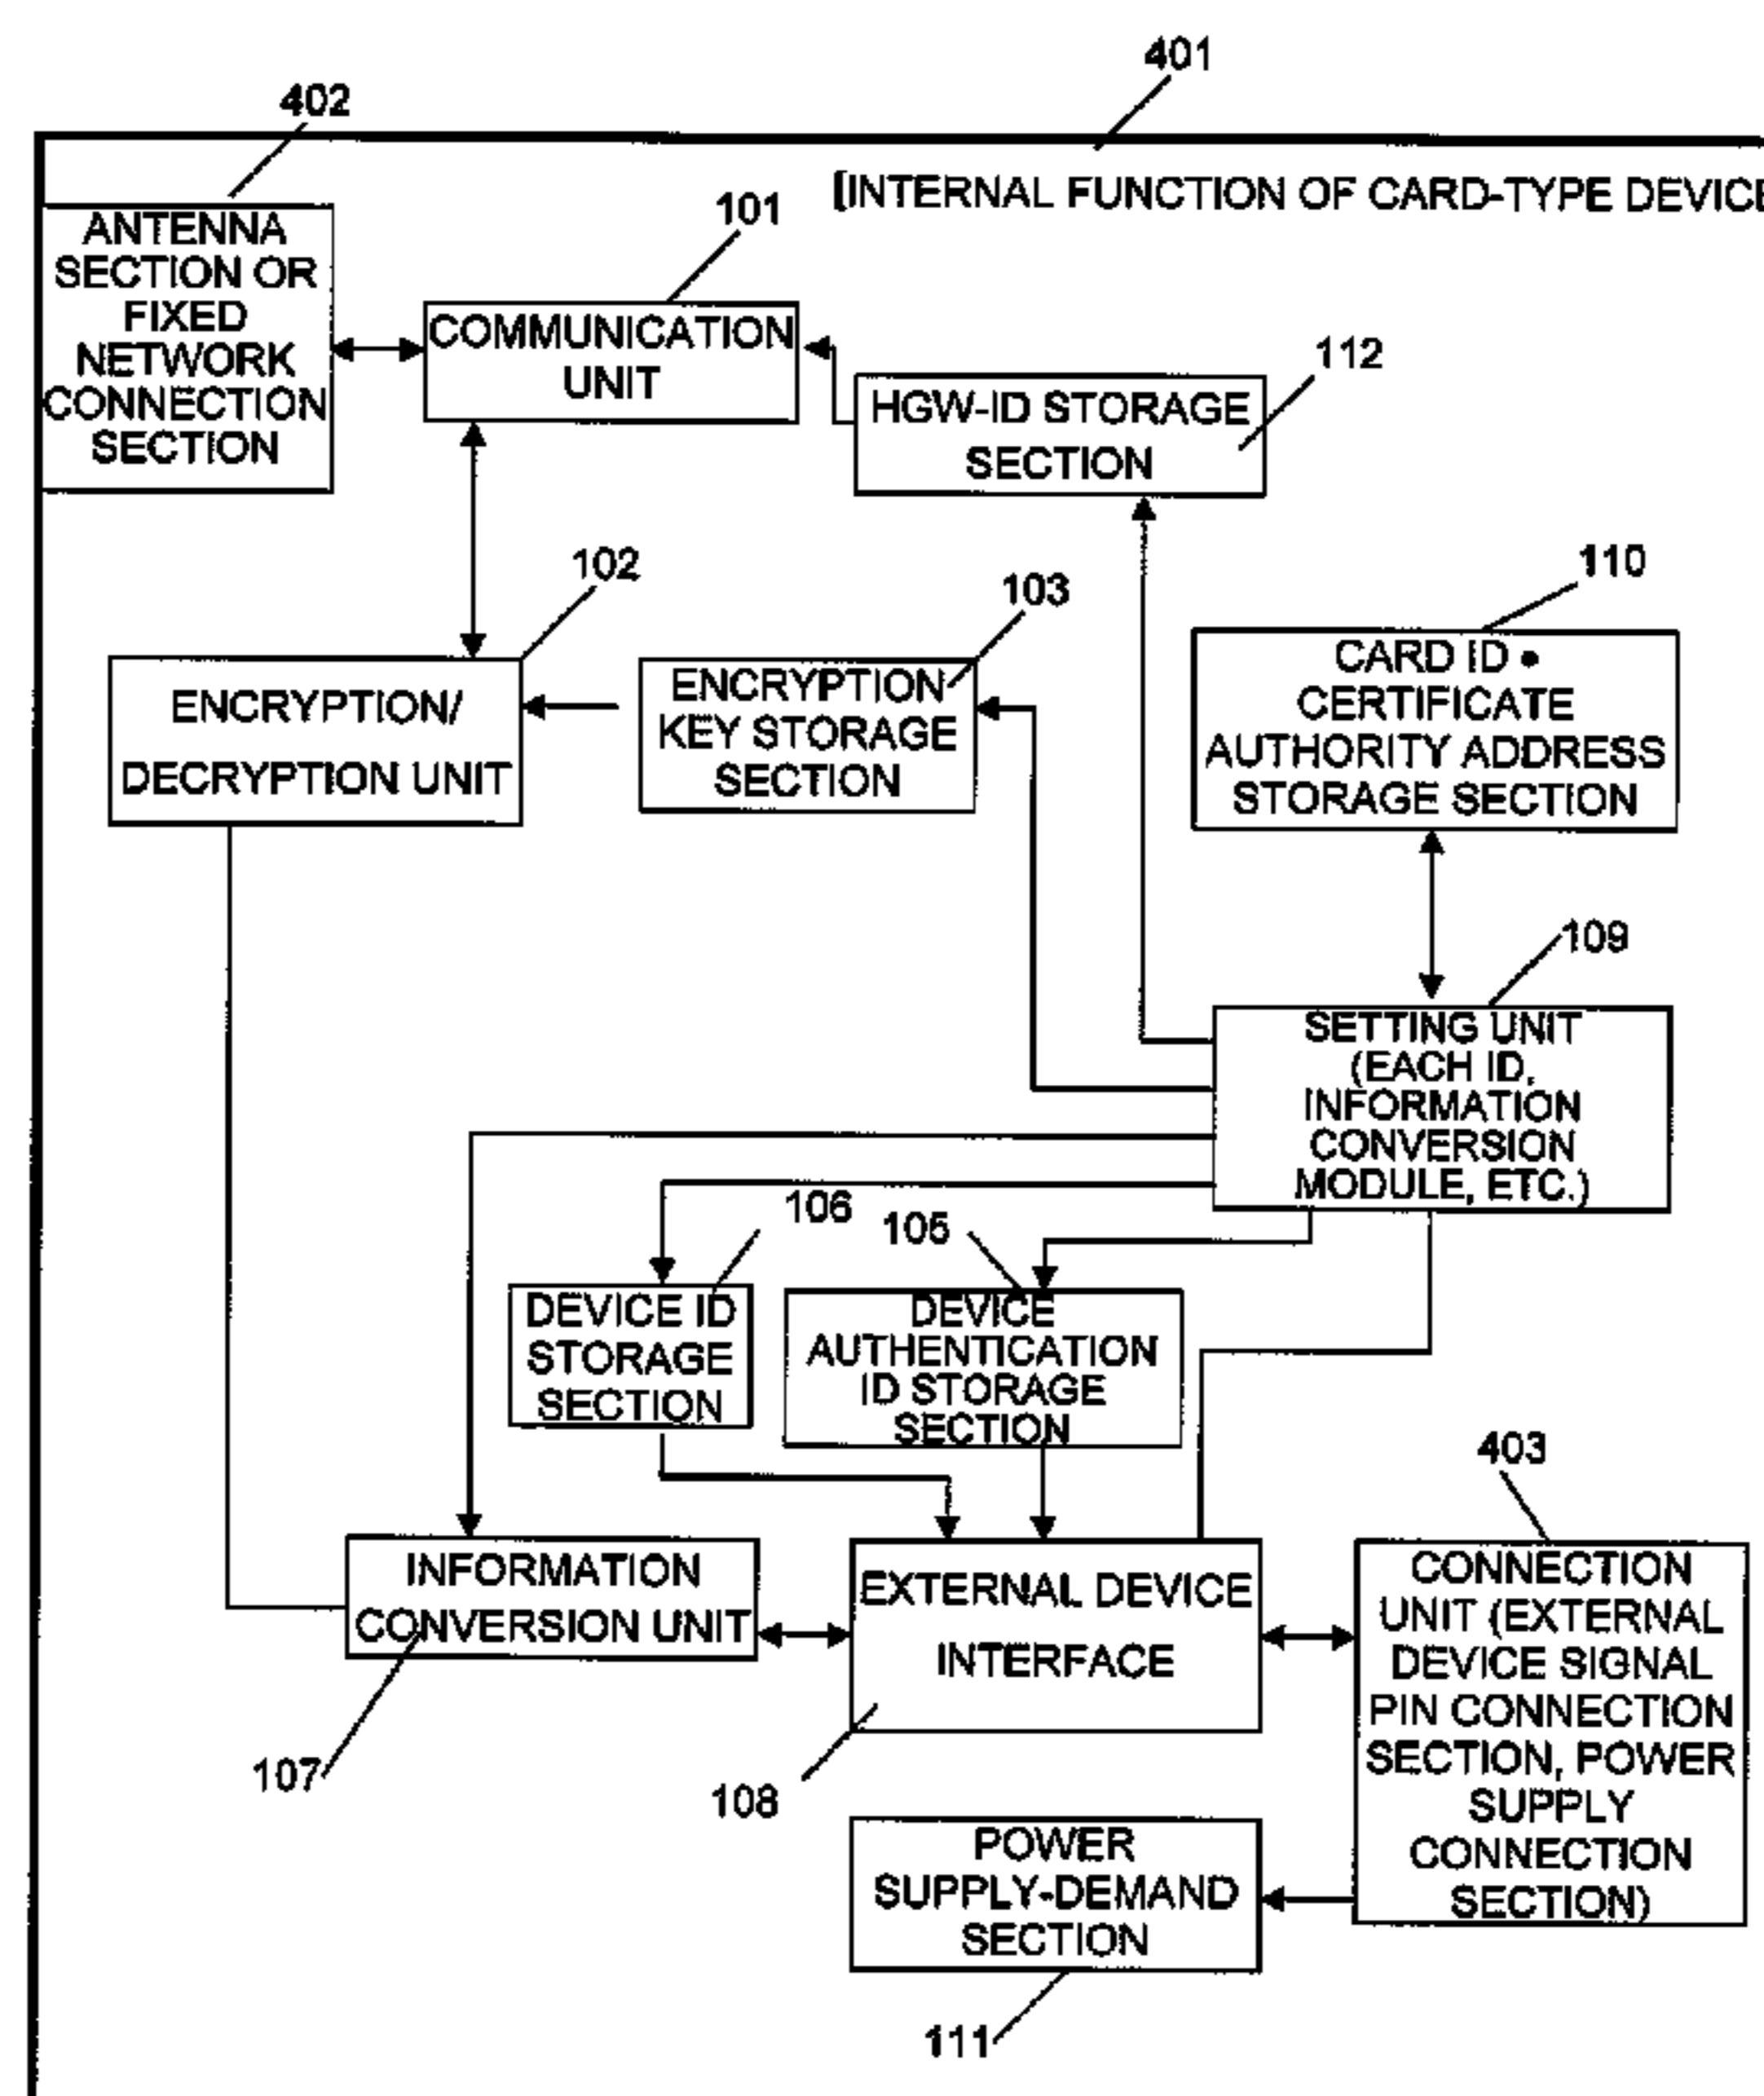 401
402
[INTERNAL FUNCTION OF CARD-TYPE DEVICE
ANTENNA
SECTION OR
FIXED
NETWORK
CONNECTION
SECTION
101
COMMUNICATION
UNIT
112
HGW-ID STORAGE
SECTION
102
ENCRYPTION/
DECRYPTION UNIT
103
ENCRYPTION
KEY STORAGE
SECTION
110
CARD ID •
CERTIFICATE
AUTHORITY ADDRESS
STORAGE SECTION
109
SETTING UNIT
(EACH ID,
INFORMATION
CONVERSION
MODULE, ETC.)
106
DEVICE ID
STORAGE
SECTION
105
DEVICE
AUTHENTICATION
ID STORAGE
SECTION
403
INFORMATION
CONVERSION UNIT
107
EXTERNAL DEVICE
INTERFACE
108
CONNECTION
UNIT (EXTERNAL
DEVICE SIGNAL
PIN CONNECTION
SECTION, POWER
SUPPLY
CONNECTION
SECTION)
POWER
SUPPLY-DEMAND
SECTION
111